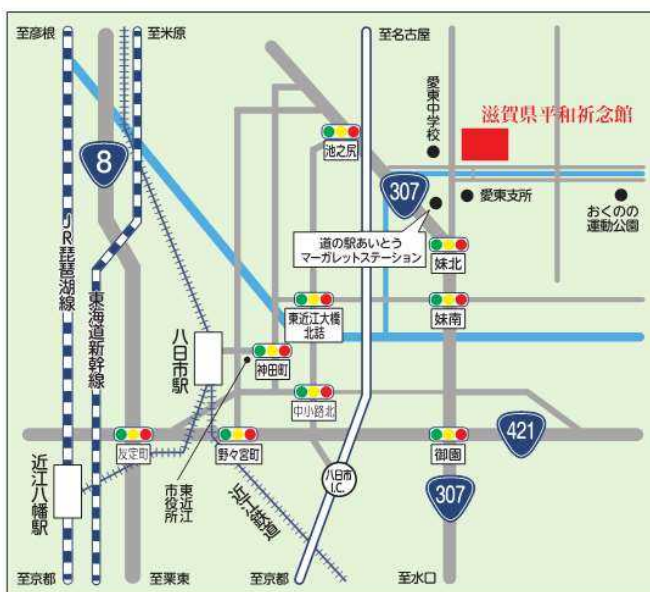 至彦根
至米原
至名古屋
8
池之尻
愛東
中学校
滋賀県平和祈念館
307
愛東支所
おくのの
運動公園
道の駅あいとう
マーガレットステーション
妹北
JR琵琶湖線
東海道新幹線
八日市駅
東近江大橋
北詰
妹南
神田町
中小路北
421
友定町
野々宮町
御園
近江八幡駅
東近江
市役所
近江鉄道
八日市
I.C.
307
至京都
至栗東
至京都
至水口